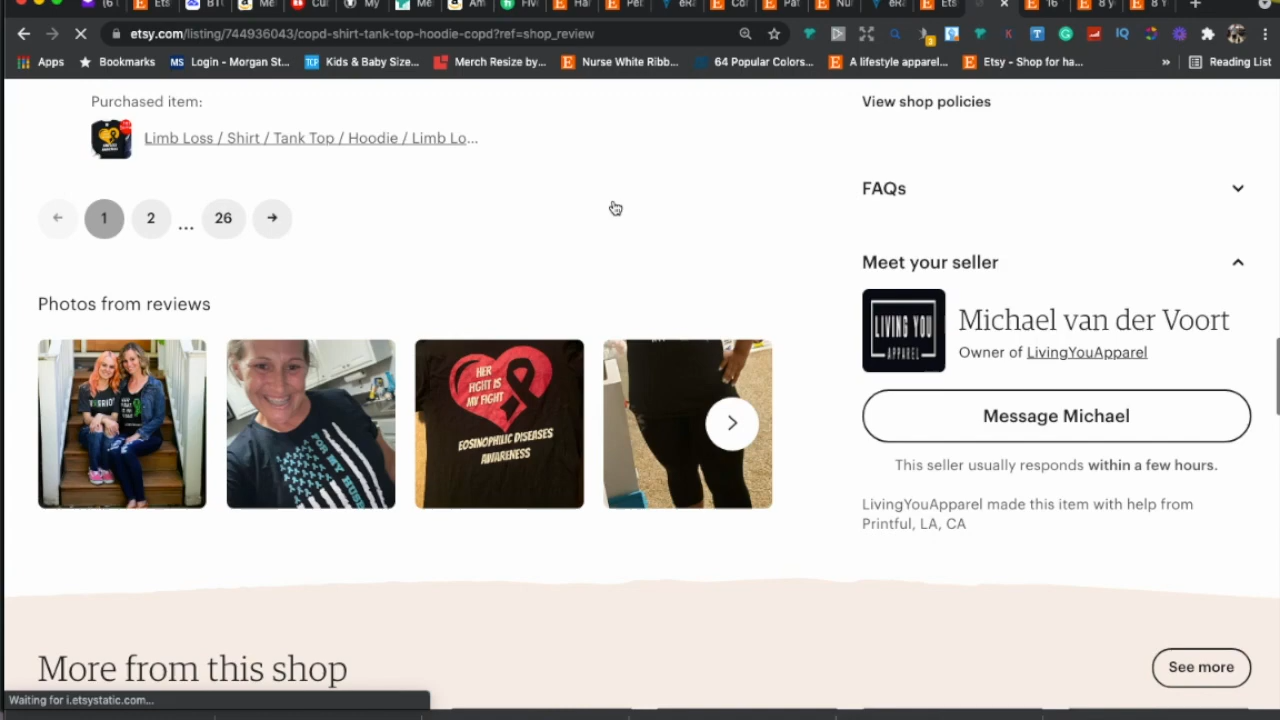 etsy.com/listing/744936043/copd-shirt-tank-top-hoodie-copd?ref=shop_review
Apps
Bookmarks
MS Login - Morgan St...
TCP Kids & Baby Size...
Merch Resize by...
Nurse White Ribb...
64 Popular Colors...
A lifestyle apparel...
Etsy - Shop for ha...
»
Reading List
Purchased item:
Limb Loss / Shirt / Tank Top / Hoodie / Limb Lo...
1 2 ... 26
Photos from reviews
HER
FIGHT IS
MY FIGHT
EOSINOPHILIC DISEASES
AWARENESS
FOR MY
View shop policies
FAQs
Meet your seller
LIVING YOU
APPAREL
Michael van der Voort
Owner of LivingYouApparel
Message Michael
This seller usually responds within a few hours.
LivingYouApparel made this item with help from
Printful, LA, CA
More from this shop
See more
Waiting for i.etsystatic.com...